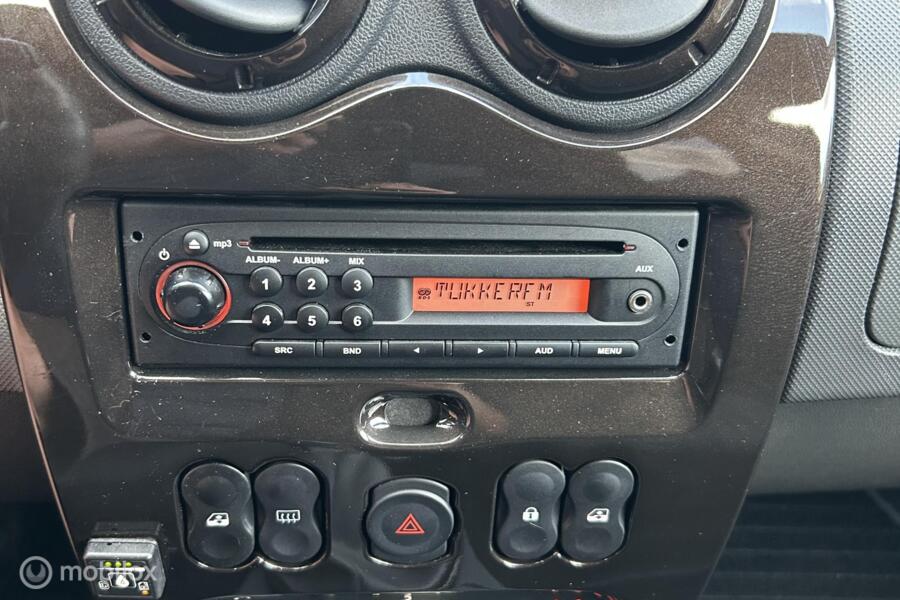 mp3
ALBUM- ALBUM+ MIX
AUX
1 2 3
TUKKERFM
ST
4 5 6
SRC BND AUD MENU
mobilox